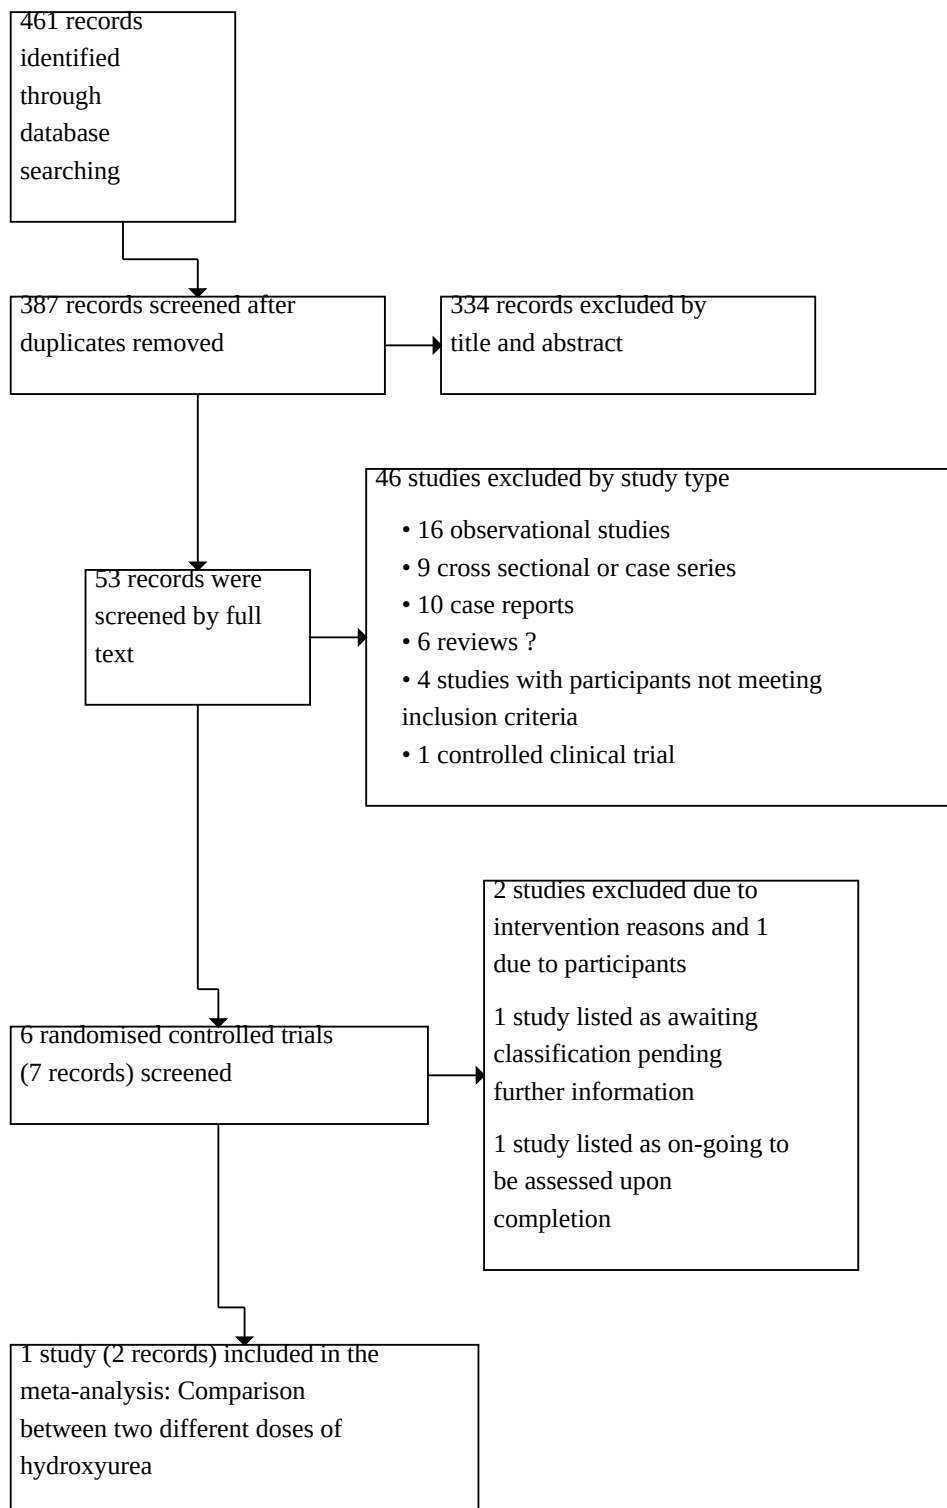 461 records
identified
through
database
searching
387 records screened after
duplicates removed
334 records excluded by
title and abstract
46 studies excluded by study type
• 16 observational studies
• 9 cross sectional or case series
• 10 case reports
• 6 reviews ?
• 4 studies with participants not meeting
inclusion criteria
• 1 controlled clinical trial
53 records were
screened by full
text
2 studies excluded due to
intervention reasons and 1
due to participants
1 study listed as awaiting
classification pending
further information
1 study listed as on-going to
be assessed upon
completion
6 randomised controlled trials
(7 records) screened
1 study (2 records) included in the
meta-analysis: Comparison
between two different doses of
hydroxyurea